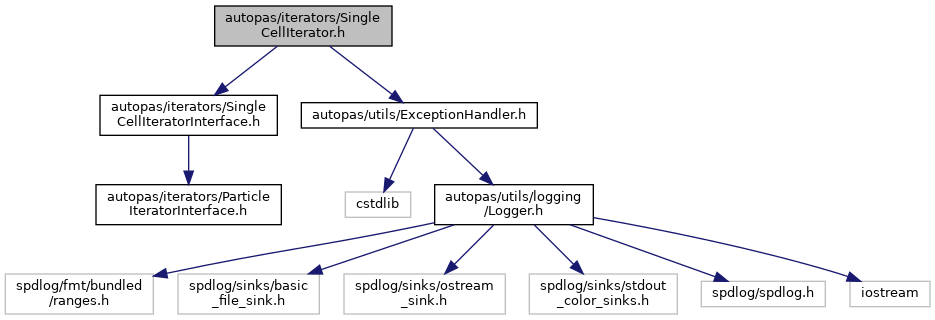 autopas/iterators/Single
CellIterator.h
autopas/iterators/Single
CellIteratorInterface.h
autopas/utils/ExceptionHandler.h
autopas/iterators/Particle
IteratorInterface.h
cstdlib
autopas/utils/logging
/Logger.h
spdlog/fmt/bundled
/ranges.h
spdlog/sinks/basic
_file_sink.h
spdlog/sinks/ostream
_sink.h
spdlog/sinks/stdout
_color_sinks.h
spdlog/spdlog.h
iostream